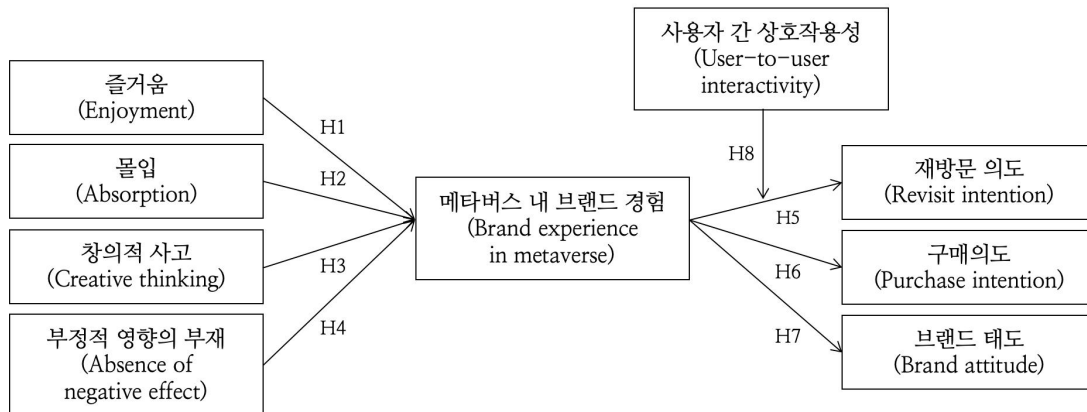 사용자 간 상호작용성
(User-to-user
interactivity)
즐거움
(Enjoyment)
H1
H8
몰입
(Absorption)
H2
재방문 의도
(Revisit intention)
메타버스 내 브랜드 경험
(Brand experience
in metaverse)
H5
창의적 사고
(Creative thinking)
H3
구매의도
(Purchase intention)
H6
부정적 영향의 부재
(Absence of
negative effect)
H4
H7
브랜드 태도
(Brand attitude)